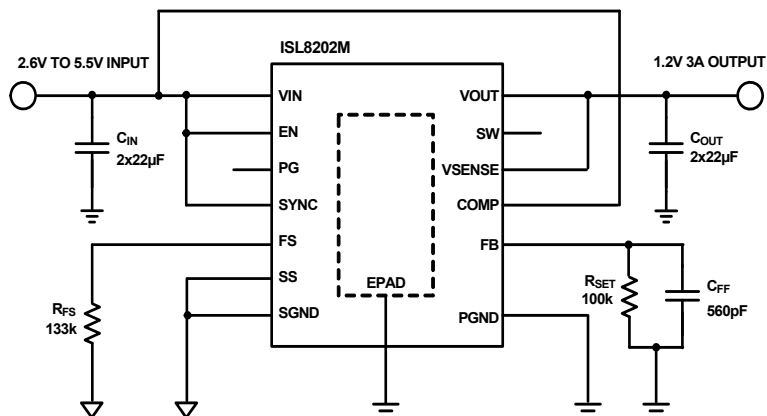 ISL8202M
2.6V TO 5.5V INPUT
1.2V 3A OUTPUT
VIN
VOUT
EN
SW
PG
VSENSE
SYNC
COMP
FS
FB
SS
EPAD
SGND
PGND
CIN
2x22µF
COUT
2x22µF
RFS
133k
RSET
100k
CFF
560pF